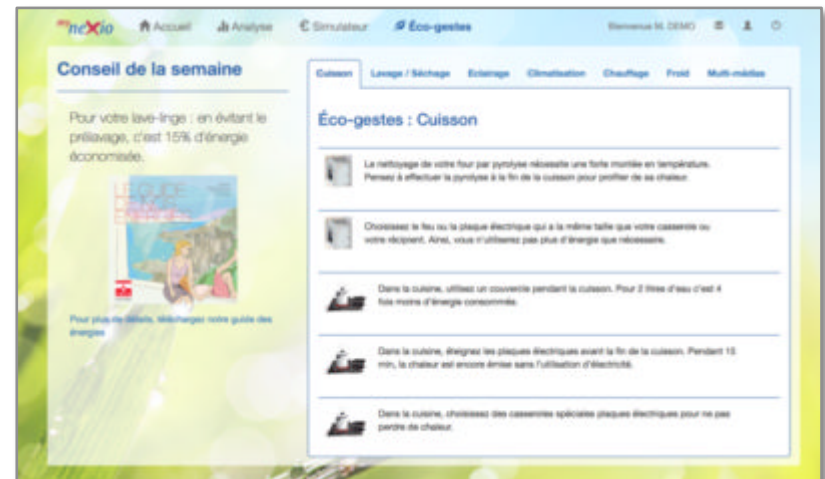 my nexio Accueil Analyse € Simulateur Éco-gestes Bienvenue M. DEMO
Conseil de la semaine
Pour votre lave-linge : en évitant le
prélavage, c'est 15% d'énergie
économisée.
LE GUIDE
DE NOS
ENERGIES
Pour plus de détails, téléchargez notre guide des
énergies
Cuisson Lavage / Séchage Eclairage Climatisation Chauffage Froid Multi-médias
Éco-gestes : Cuisson
Le nettoyage de votre four par pyrolyse nécessite une forte montée en température.
Pensez à effectuer la pyrolyse à la fin de la cuisson pour profiter de sa chaleur.
Choisissez le feu ou la plaque électrique qui a la même taille que votre casserole ou
votre récipient. Ainsi, vous n'utiliserez pas plus d'énergie que nécessaire.
Dans la cuisine, utilisez un couvercle pendant la cuisson. Pour 2 litres d'eau c'est 4
fois moins d'énergie consommée.
Dans la cuisine, éteignez les plaques électriques avant la fin de la cuisson. Pendant 15
min, la chaleur est encore émise sans l'utilisation d'électricité.
Dans la cuisine, choisissez des casseroles spéciales plaques électriques pour ne pas
perdre de chaleur.